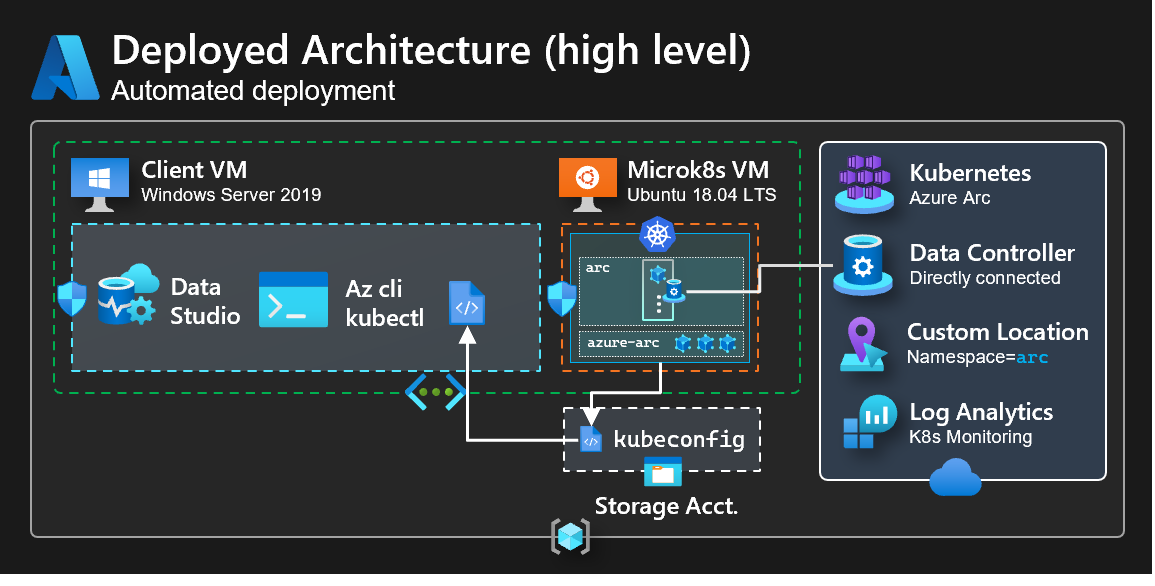 Deployed Architecture (high level)
Automated deployment
Client VM
Windows Server 2019
Data
Studio
Az cli
kubectl
Microk8s VM
Ubuntu 18.04 LTS
arc
azure-arc
kubeconfig
Storage Acct.
Kubernetes
Azure Arc
Data Controller
Directly connected
Custom Location
Namespace=arc
Log Analytics
K8s Monitoring